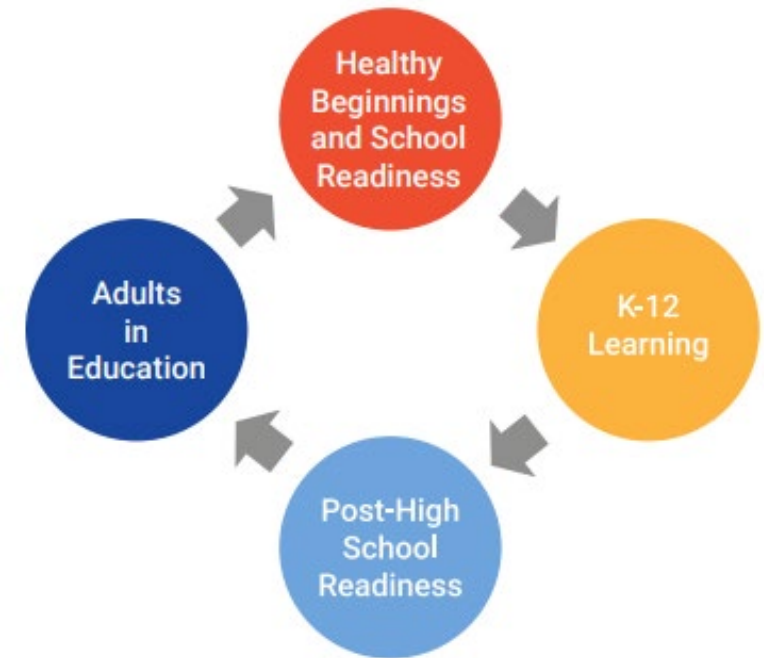 Healthy
Beginnings
and School
Readiness
K-12
Learning
Post-High
School
Readiness
Adults
in
Education